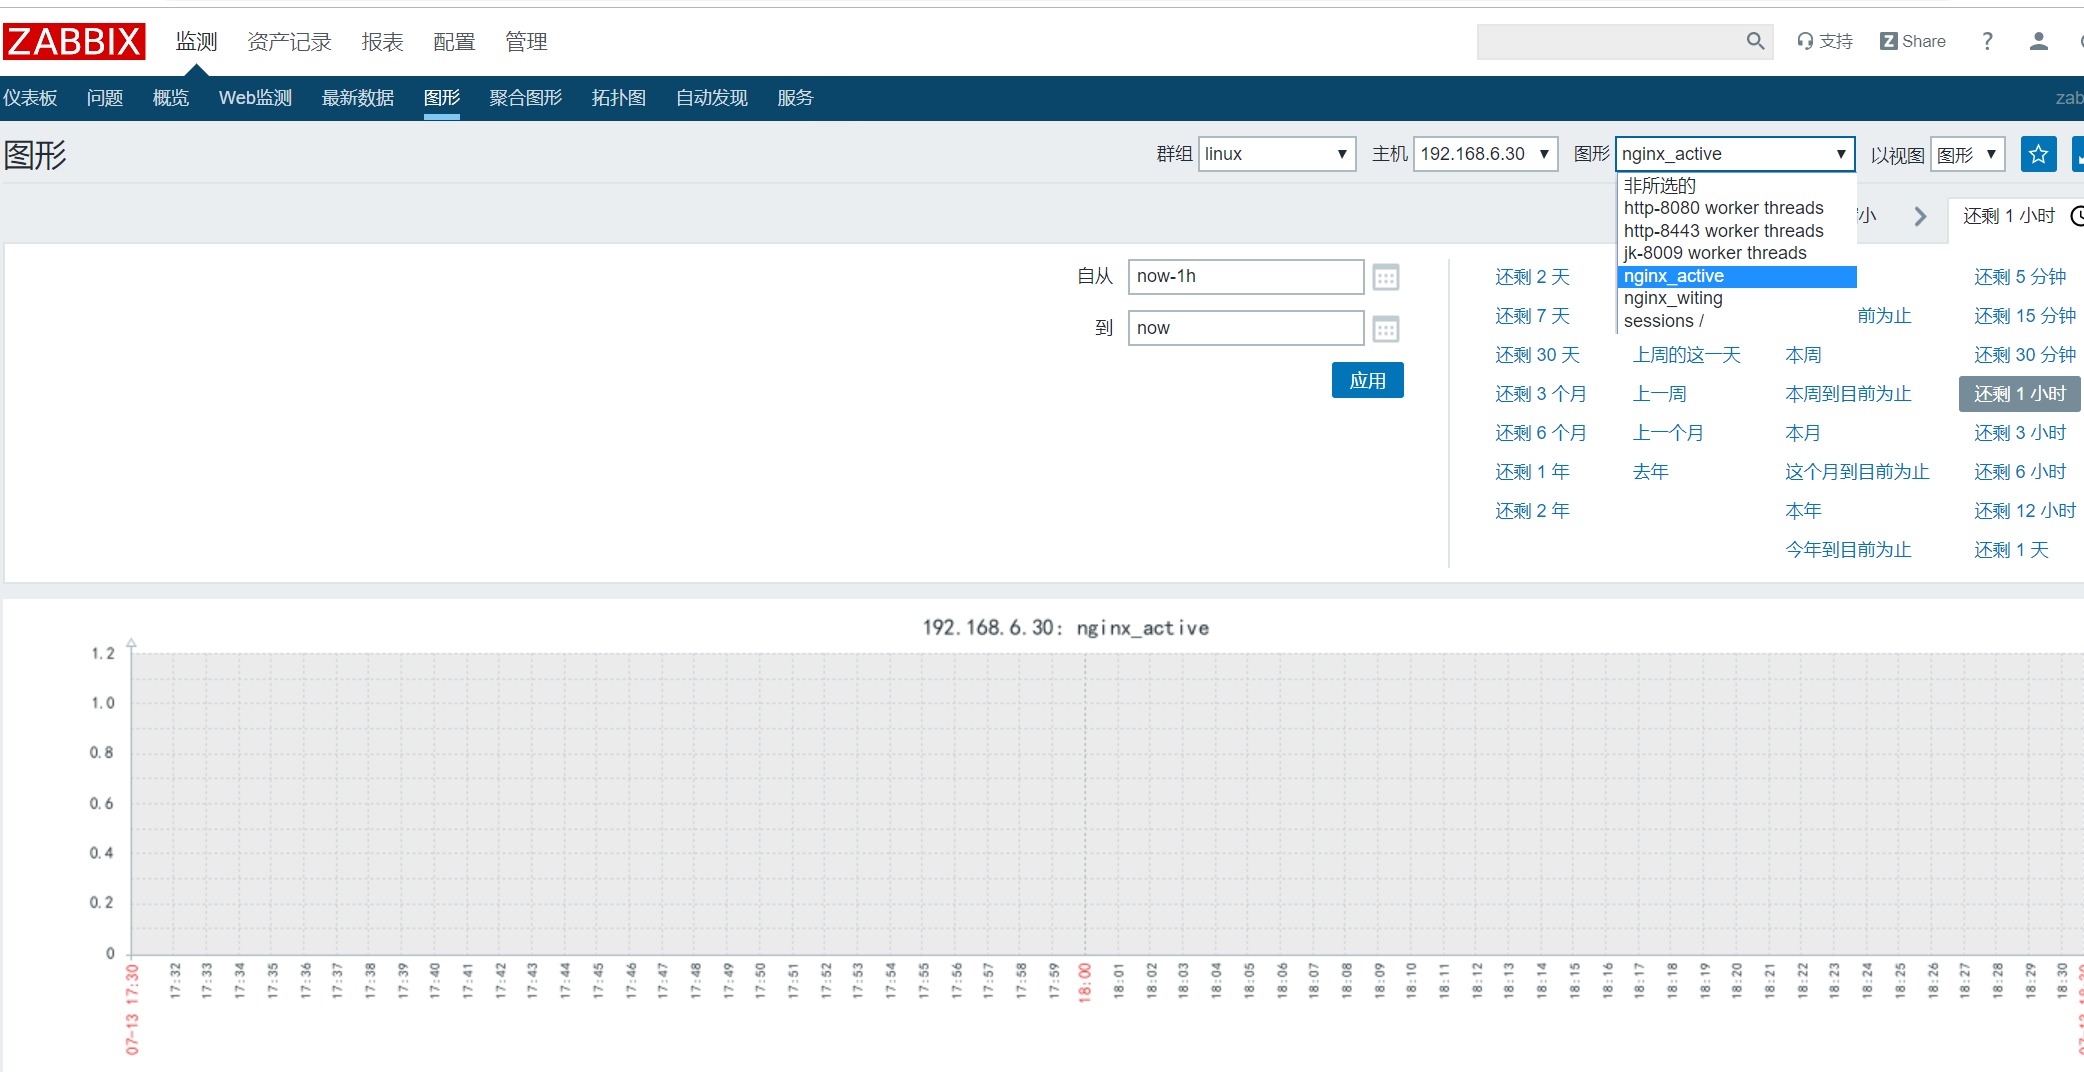 ZABBIX 监测 资产记录 报表 配置 管理 支持 Z Share ?
仪表板 问题 概览 Web监测 最新数据 图形 聚合图形 拓扑图 自动发现 服务 zab
图形 群组 linux 主机 192.168.6.30 图形 nginx_active 以视图 图形
非所选的
http-8080 worker threads
http-8443 worker threads
jk-8009 worker threads
nginx_active
nginx_witing
sessions /
小 还剩 1 小时
自从 now-1h
到 now
应用
还剩 2 天 还剩 5 分钟
还剩 7 天 前为止 还剩 15 分钟
还剩 30 天 上周的这一天 本周 还剩 30 分钟
还剩 3 个月 上一周 本周到目前为止 还剩 1 小时
还剩 6 个月 上一个月 本月 还剩 3 小时
还剩 1 年 去年 这个月到目前为止 还剩 6 小时
还剩 2 年 本年 还剩 12 小时
今年到目前为止 还剩 1 天
192.168.6.30: nginx_active
1.2
1.0
0.8
0.6
0.4
0.2
0
07-13 17:30 17:32 17:33 17:34 17:35 17:36 17:37 17:38 17:39 17:40 17:41 17:42 17:43 17:44 17:45 17:46 17:47 17:48 17:49 17:50 17:51 17:52 17:53 17:54 17:55 17:56 17:57 17:58 17:59 18:00 18:01 18:02 18:03 18:04 18:05 18:06 18:07 18:08 18:09 18:10 18:11 18:12 18:13 18:14 18:15 18:16 18:17 18:18 18:19 18:20 18:21 18:22 18:23 18:24 18:25 18:26 18:27 18:28 18:29 18:30